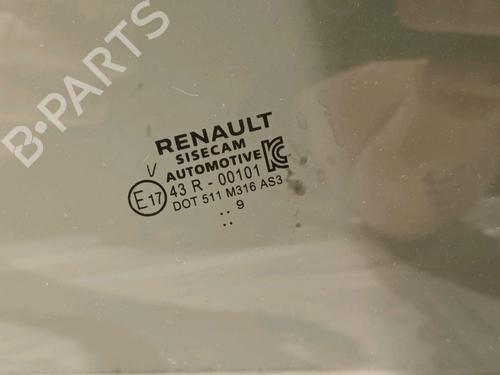 B-PARTS
RENAULT
SISECAM
AUTOMOTIVE
V
E17 43 R - 00101
DOT 511 M316 AS3
.. 9
..